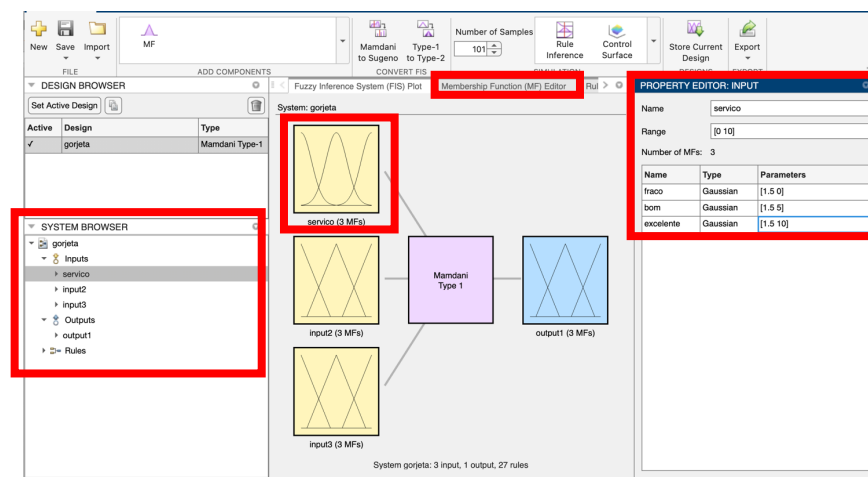 New Save Import
MF
Mamdani to Sugeno
Type-1 to Type-2
Number of Samples
101
Rule Inference
Control Surface
Store Current Design
Export
FILE
ADD COMPONENTS
CONVERT FIS
DESIGN BROWSER
Set Active Design
Active Design Type
✓ gorjeta Mamdani Type-1
SYSTEM BROWSER
gorjeta
Inputs
servico
input2
input3
Outputs
output1
Rules
Fuzzy Inference System (FIS) Plot
Membership Function (MF) Editor
Rul
System: gorjeta
servico (3 MFs)
input2 (3 MFs)
input3 (3 MFs)
Mamdani
Type 1
output1 (3 MFs)
System gorjeta: 3 input, 1 output, 27 rules
PROPERTY EDITOR: INPUT
Name servico
Range [0 10]
Number of MFs: 3
Name Type Parameters
fraco Gaussian [1.5 0]
bom Gaussian [1.5 5]
excelente Gaussian [1.5 10]